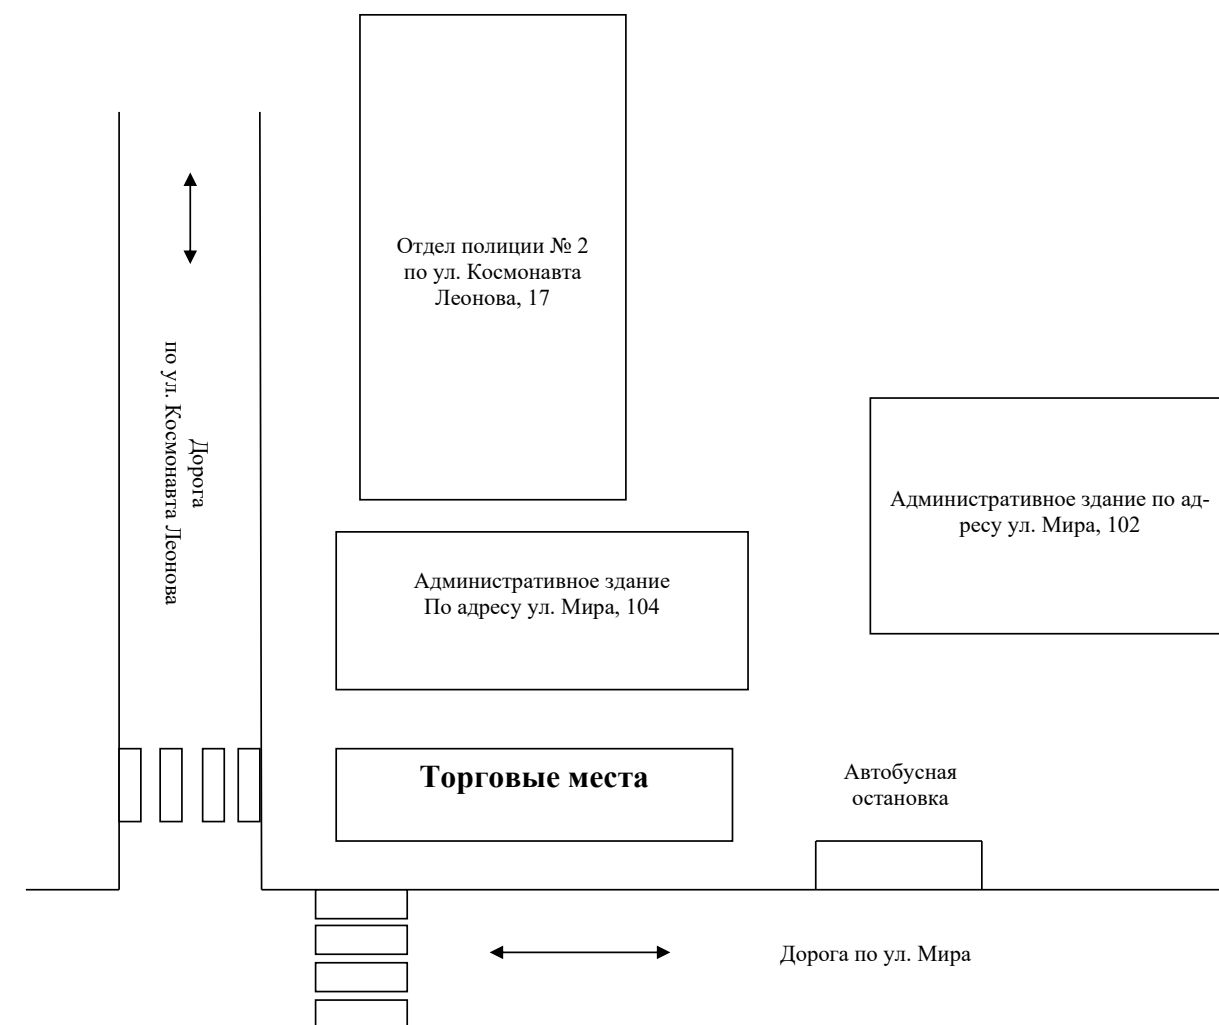 Отдел полиции № 2
по ул. Космонавта
Леонова, 17
Дорога
по ул. Космонавта Леонова
Административное здание по ад-
ресу ул. Мира, 102
Административное здание
По адресу ул. Мира, 104
Торговые места
Автобусная
остановка
Дорога по ул. Мира